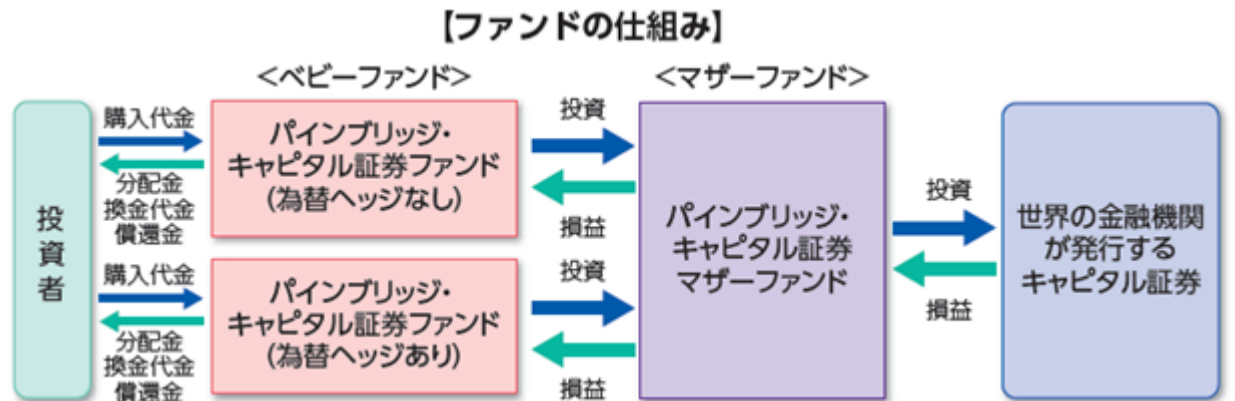 【ファンドの仕組み】
＜ベビーファンド＞
＜マザーファンド＞
投資者
購入代金
分配金
換金代金
償還金
パインブリッジ・
キャピタル証券ファンド
(為替ヘッジなし)
投資
損益
購入代金
分配金
換金代金
償還金
パインブリッジ・
キャピタル証券ファンド
(為替ヘッジあり)
投資
損益
パインブリッジ・
キャピタル証券
マザーファンド
投資
損益
世界の金融機関
が発行する
キャピタル証券